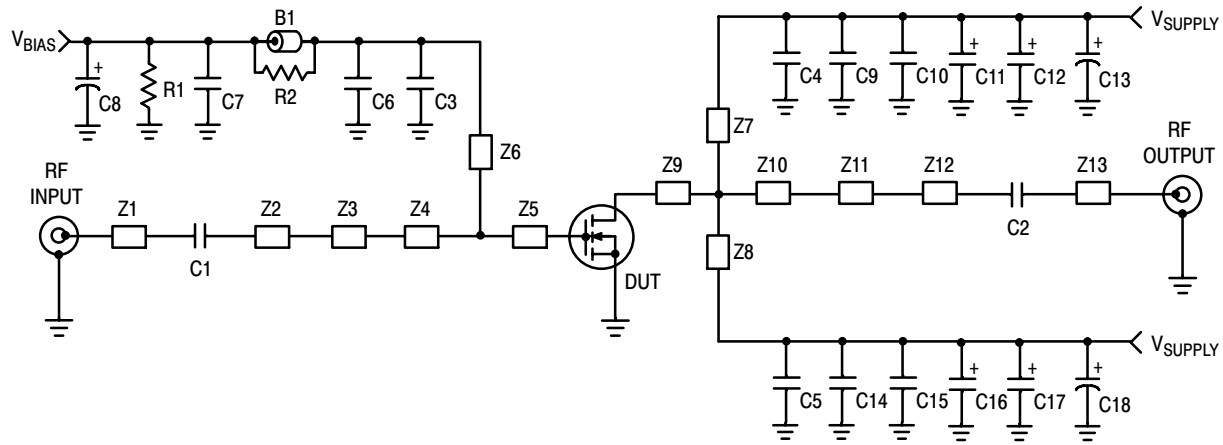 B1
VBIAS
VSUPPLY
+
C8
R1
C7
R2
C6
C3
C4
C9
C10
+
C11
+
C12
+
C13
Z7
Z6
RF
INPUT
Z1
C1
Z2
Z3
Z4
Z5
DUT
Z9
Z10
Z11
Z12
C2
Z13
RF
OUTPUT
Z8
VSUPPLY
C5
C14
C15
+
C16
+
C17
+
C18